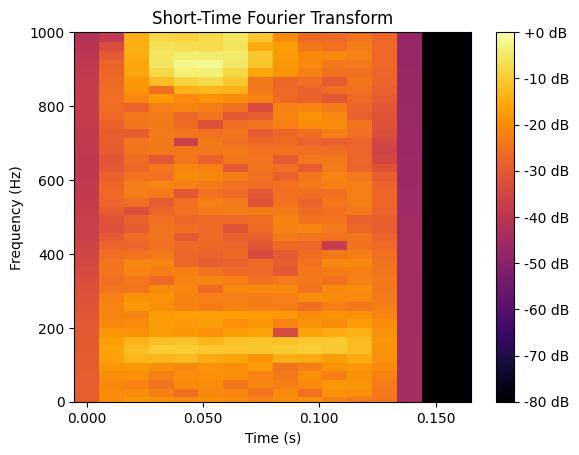 Short-Time Fourier Transform
1000
800
600
400
200
0
Frequency (Hz)
0.000
0.050
0.100
0.150
Time (s)
+0 dB
-10 dB
-20 dB
-30 dB
-40 dB
-50 dB
-60 dB
-70 dB
-80 dB